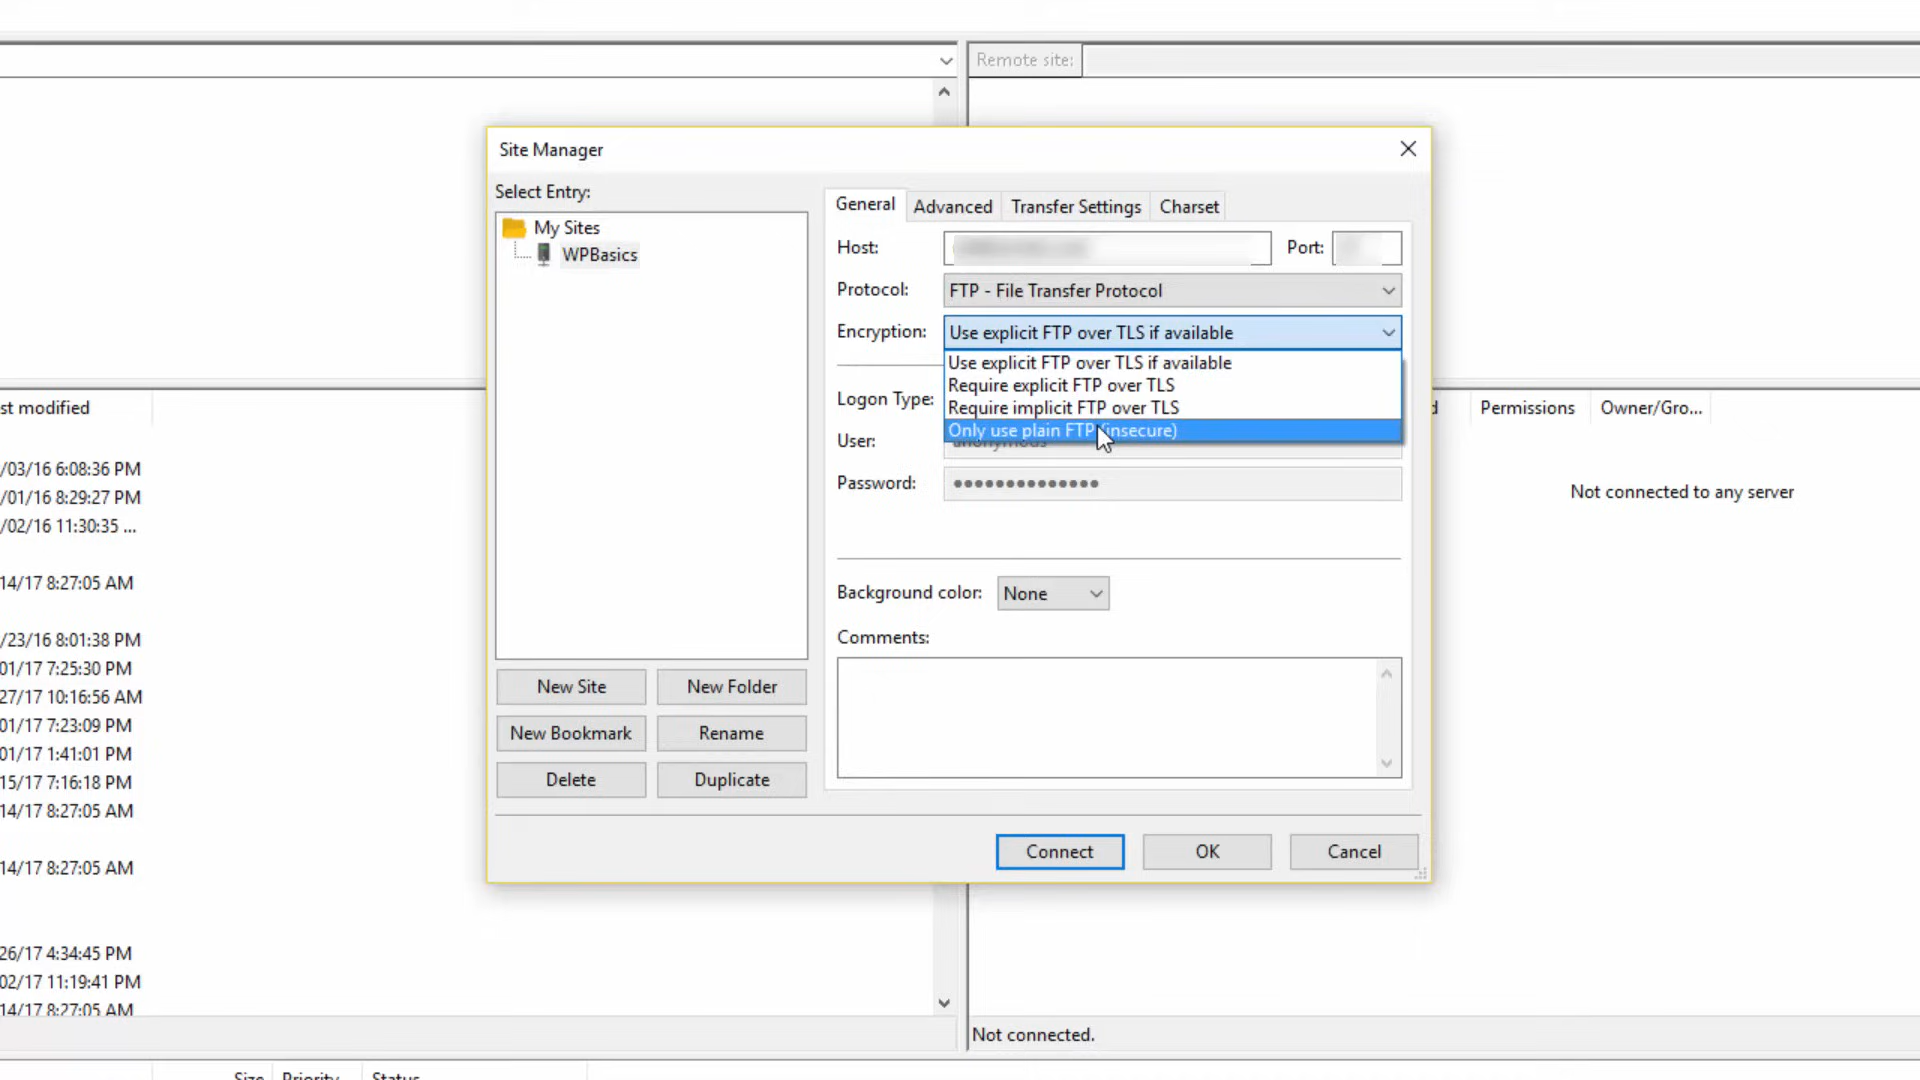 Remote site:
Site Manager
Select Entry:
My Sites
WPBasics
General
Advanced
Transfer Settings
Charset
Host:
Port:
Protocol:
FTP - File Transfer Protocol
Encryption:
Use explicit FTP over TLS if available
Use explicit FTP over TLS if available
Require explicit FTP over TLS
Require implicit FTP over TLS
Only use plain FTP (insecure)
Logon Type:
User:
anonymous
Password:
••••••••••••••
Background color:
None
Comments:
New Site
New Folder
New Bookmark
Rename
Delete
Duplicate
Connect
OK
Cancel
st modified
/03/16 6:08:36 PM
/01/16 8:29:27 PM
/02/16 11:30:35 ...
14/17 8:27:05 AM
/23/16 8:01:38 PM
01/17 7:25:30 PM
27/17 10:16:56 AM
01/17 7:23:09 PM
01/17 1:41:01 PM
15/17 7:16:18 PM
14/17 8:27:05 AM
14/17 8:27:05 AM
26/17 4:34:45 PM
02/17 11:19:41 PM
14/17 8:27:05 AM
d
Permissions
Owner/Gro...
Not connected to any server
Not connected.
Size
Priority
Status